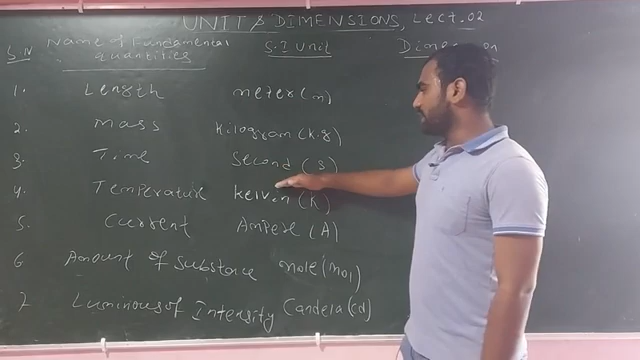 UNIT & DIMENSIONS, Lect. 02
S.N Name of Fundamental quantities S.I Unit
1. Length meter (m)
2. Mass Kilogram (k.g)
3. Time Second (s)
4. Temperature kelvin (K)
5. Current Ampere (A)
6 Amount of Substance mole (mol)
7 Luminous of Intensity Candela (cd)